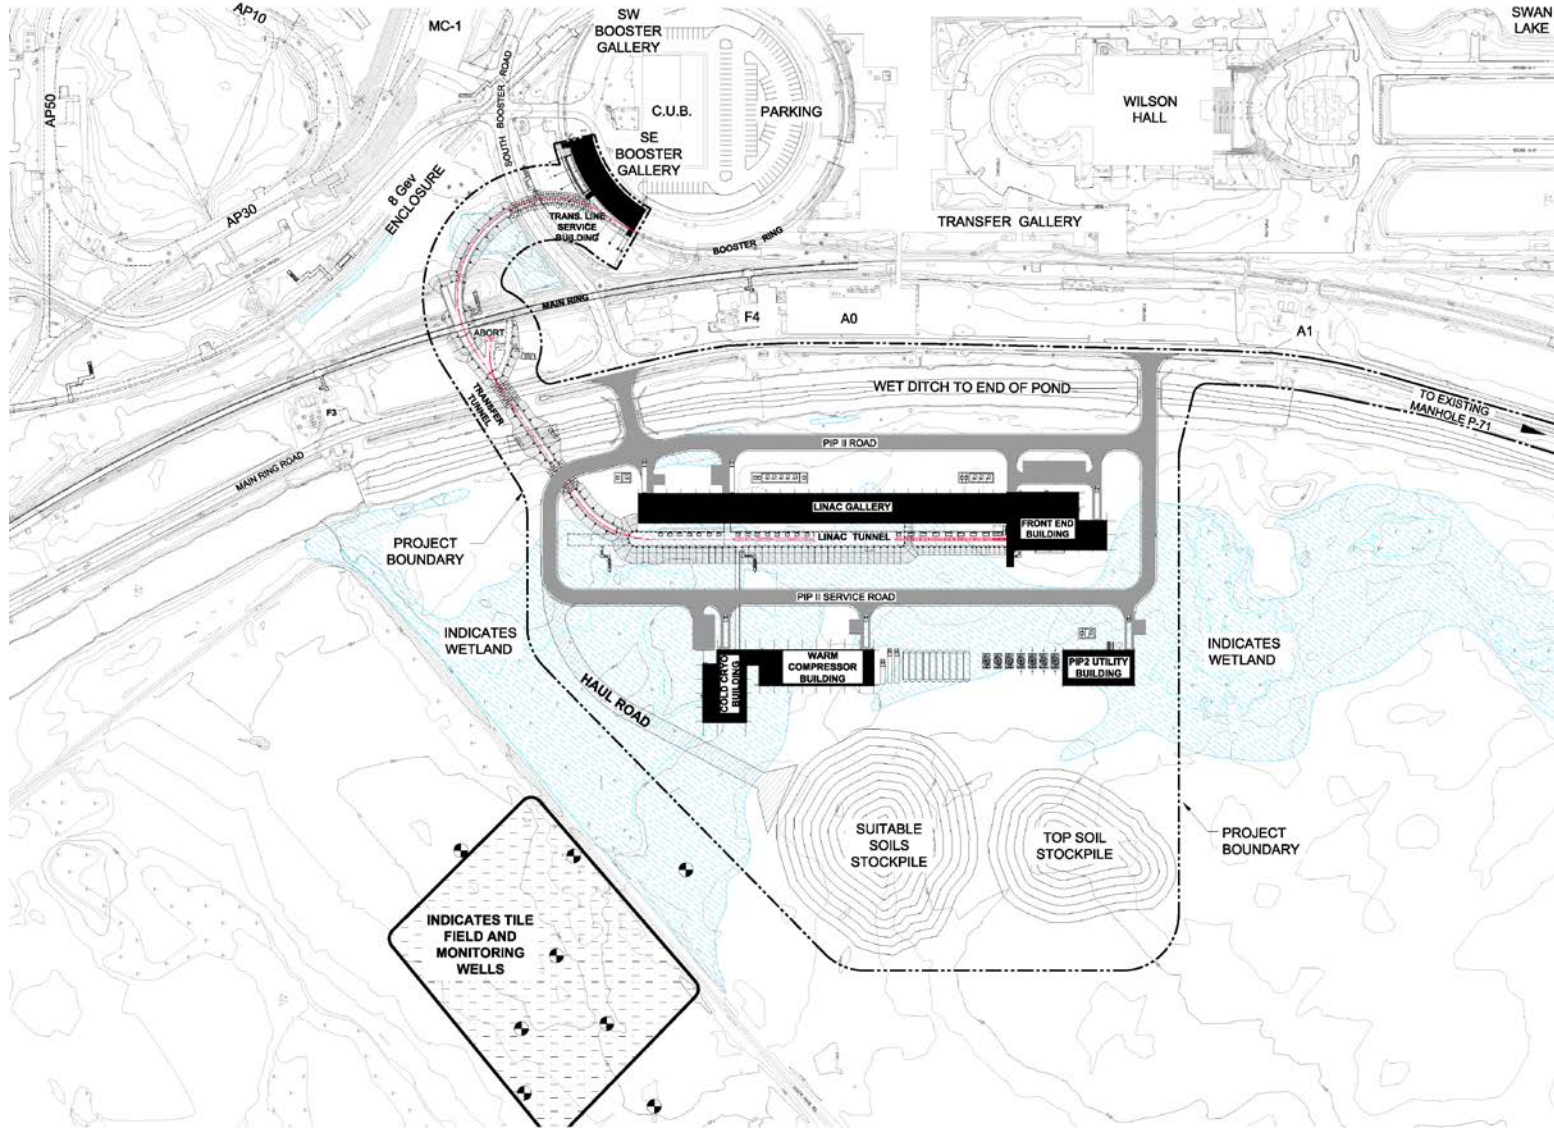 AP10
MC-1
SW
BOOSTER
GALLERY
SWAN
LAKE
AP50
SOUTH BOOSTER ROAD
C.U.B.
PARKING
WILSON
HALL
SE
BOOSTER
GALLERY
8 Gev
ENCLOSURE
AP30
TRANS. LINE
SERVICE
BUILDING
TRANSFER GALLERY
BOOSTER RING
MAIN RING
F4
A0
A1
ABORT
WET DITCH TO END OF POND
TO EXISTING
MANHOLE P-71
TRANSFER
TUNNEL
F3
MAIN RING ROAD
PIP II ROAD
LINAC GALLERY
FRONT END
BUILDING
LINAC TUNNEL
PROJECT
BOUNDARY
PIP II SERVICE ROAD
INDICATES
WETLAND
INDICATES
WETLAND
COLD CRYO
BUILDING
WARM
COMPRESSOR
BUILDING
PIP2 UTILITY
BUILDING
HAUL ROAD
SUITABLE
SOILS
STOCKPILE
TOP SOIL
STOCKPILE
PROJECT
BOUNDARY
INDICATES TILE
FIELD AND
MONITORING
WELLS